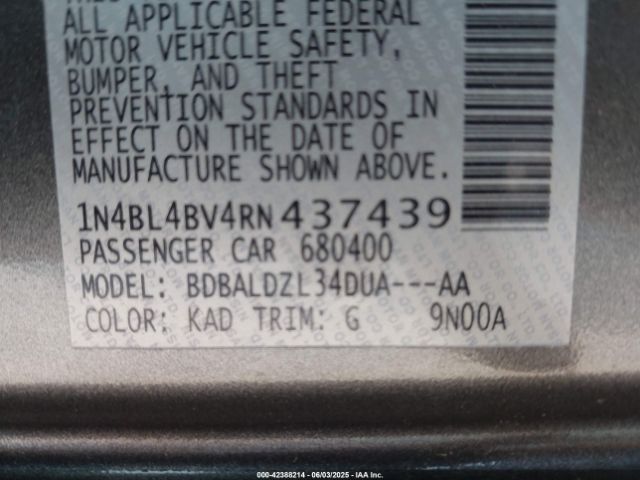 ALL APPLICABLE FEDERAL
MOTOR VEHICLE SAFETY,
BUMPER, AND THEFT
PREVENTION STANDARDS IN
EFFECT ON THE DATE OF
MANUFACTURE SHOWN ABOVE.
1N4BL4BV4RN437439
PASSENGER CAR 680400
MODEL: BDBALDZL34DUA---AA
COLOR: KAD TRIM: G 9N00A
000-42388214 - 06/03/2025 - IAA Inc.